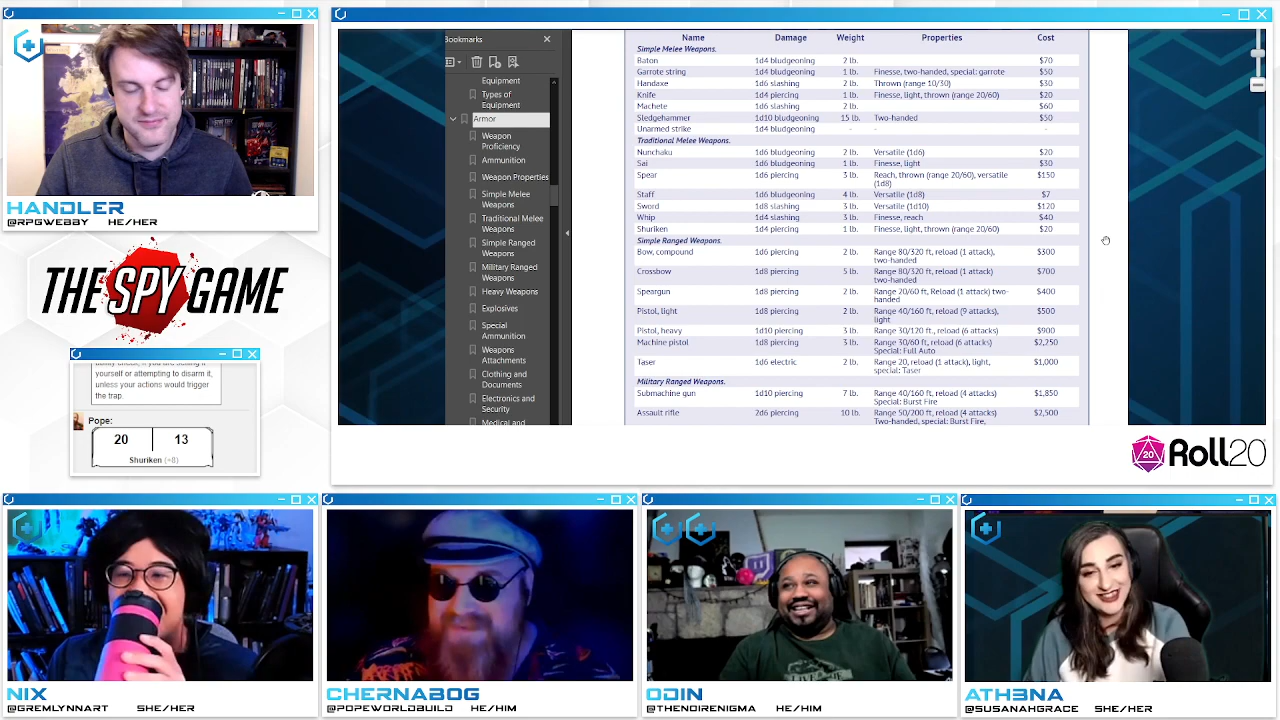 HANDLER
@RPGWEBBY HE/HER
THE SPY GAME
ability check, if you are setting it
yourself or attempting to disarm it,
unless your actions would trigger
the trap.
Pope:
20 13
Shuriken (+8)
Bookmarks
Equipment
Types of
Equipment
Armor
Weapon
Proficiency
Ammunition
Weapon Properties
Simple Melee
Weapons
Traditional Melee
Weapons
Simple Ranged
Weapons
Military Ranged
Weapons
Heavy Weapons
Explosives
Special
Ammunition
Weapons
Attachments
Clothing and
Documents
Electronics and
Security
Medical and
Name Damage Weight Properties Cost
Simple Melee Weapons.
Baton 1d4 bludgeoning 2 lb. $70
Garrote string 1d4 bludgeoning 1 lb. Finesse, two-handed, special: garrote $50
Handaxe 1d6 slashing 2 lb. Thrown (range 10/30) $30
Knife 1d4 piercing 1 lb. Finesse, light, thrown (range 20/60) $20
Machete 1d6 slashing 2 lb. $60
Sledgehammer 1d10 bludgeoning 15 lb. Two-handed $50
Unarmed strike 1d4 bludgeoning - - -
Traditional Melee Weapons.
Nunchaku 1d6 bludgeoning 2 lb. Versatile (1d6) $20
Sai 1d6 bludgeoning 1 lb. Finesse, light $30
Spear 1d6 piercing 3 lb. Reach, thrown (range 20/60), versatile $150
(1d8)
Staff 1d6 bludgeoning 4 lb. Versatile (1d8) $7
Sword 1d8 slashing 3 lb. Versatile (1d10) $120
Whip 1d4 slashing 3 lb. Finesse, reach $40
Shuriken 1d4 piercing 1 lb. Finesse, light, thrown (range 20/60) $20
Simple Ranged Weapons.
Bow, compound 1d6 piercing 2 lb. Range 80/320 ft, reload (1 attack), $300
two-handed
Crossbow 1d8 piercing 5 lb. Range 80/320 ft, reload (1 attack) $700
two-handed
Speargun 1d8 piercing 2 lb. Range 20/60 ft, Reload (1 attack) two- $400
handed
Pistol, light 1d8 piercing 2 lb. Range 40/160 ft, reload (9 attacks), $500
light
Pistol, heavy 1d10 piercing 3 lb. Range 30/120 ft., reload (6 attacks) $900
Machine pistol 1d8 piercing 3 lb. Range 30/60 ft, reload (6 attacks) $2,250
Special: Full Auto
Taser 1d6 electric 2 lb. Range 20, reload (1 attack), light, $1,000
special: Taser
Military Ranged Weapons.
Submachine gun 1d10 piercing 7 lb. Range 40/160 ft, reload (4 attacks) $1,850
Special: Burst Fire
Assault rifle 2d6 piercing 10 lb. Range 50/200 ft, reload (4 attacks) $2,500
Two-handed, special: Burst Fire,
20 Roll20
NIX
@GREMLYNNART SHE/HER
CHERNABOG
@POPEWORLDBUILD HE/HIM
ODIN
@THENOIRENIGMA HE/HIM
ATH3NA
@SUSANAHGRACE SHE/HER